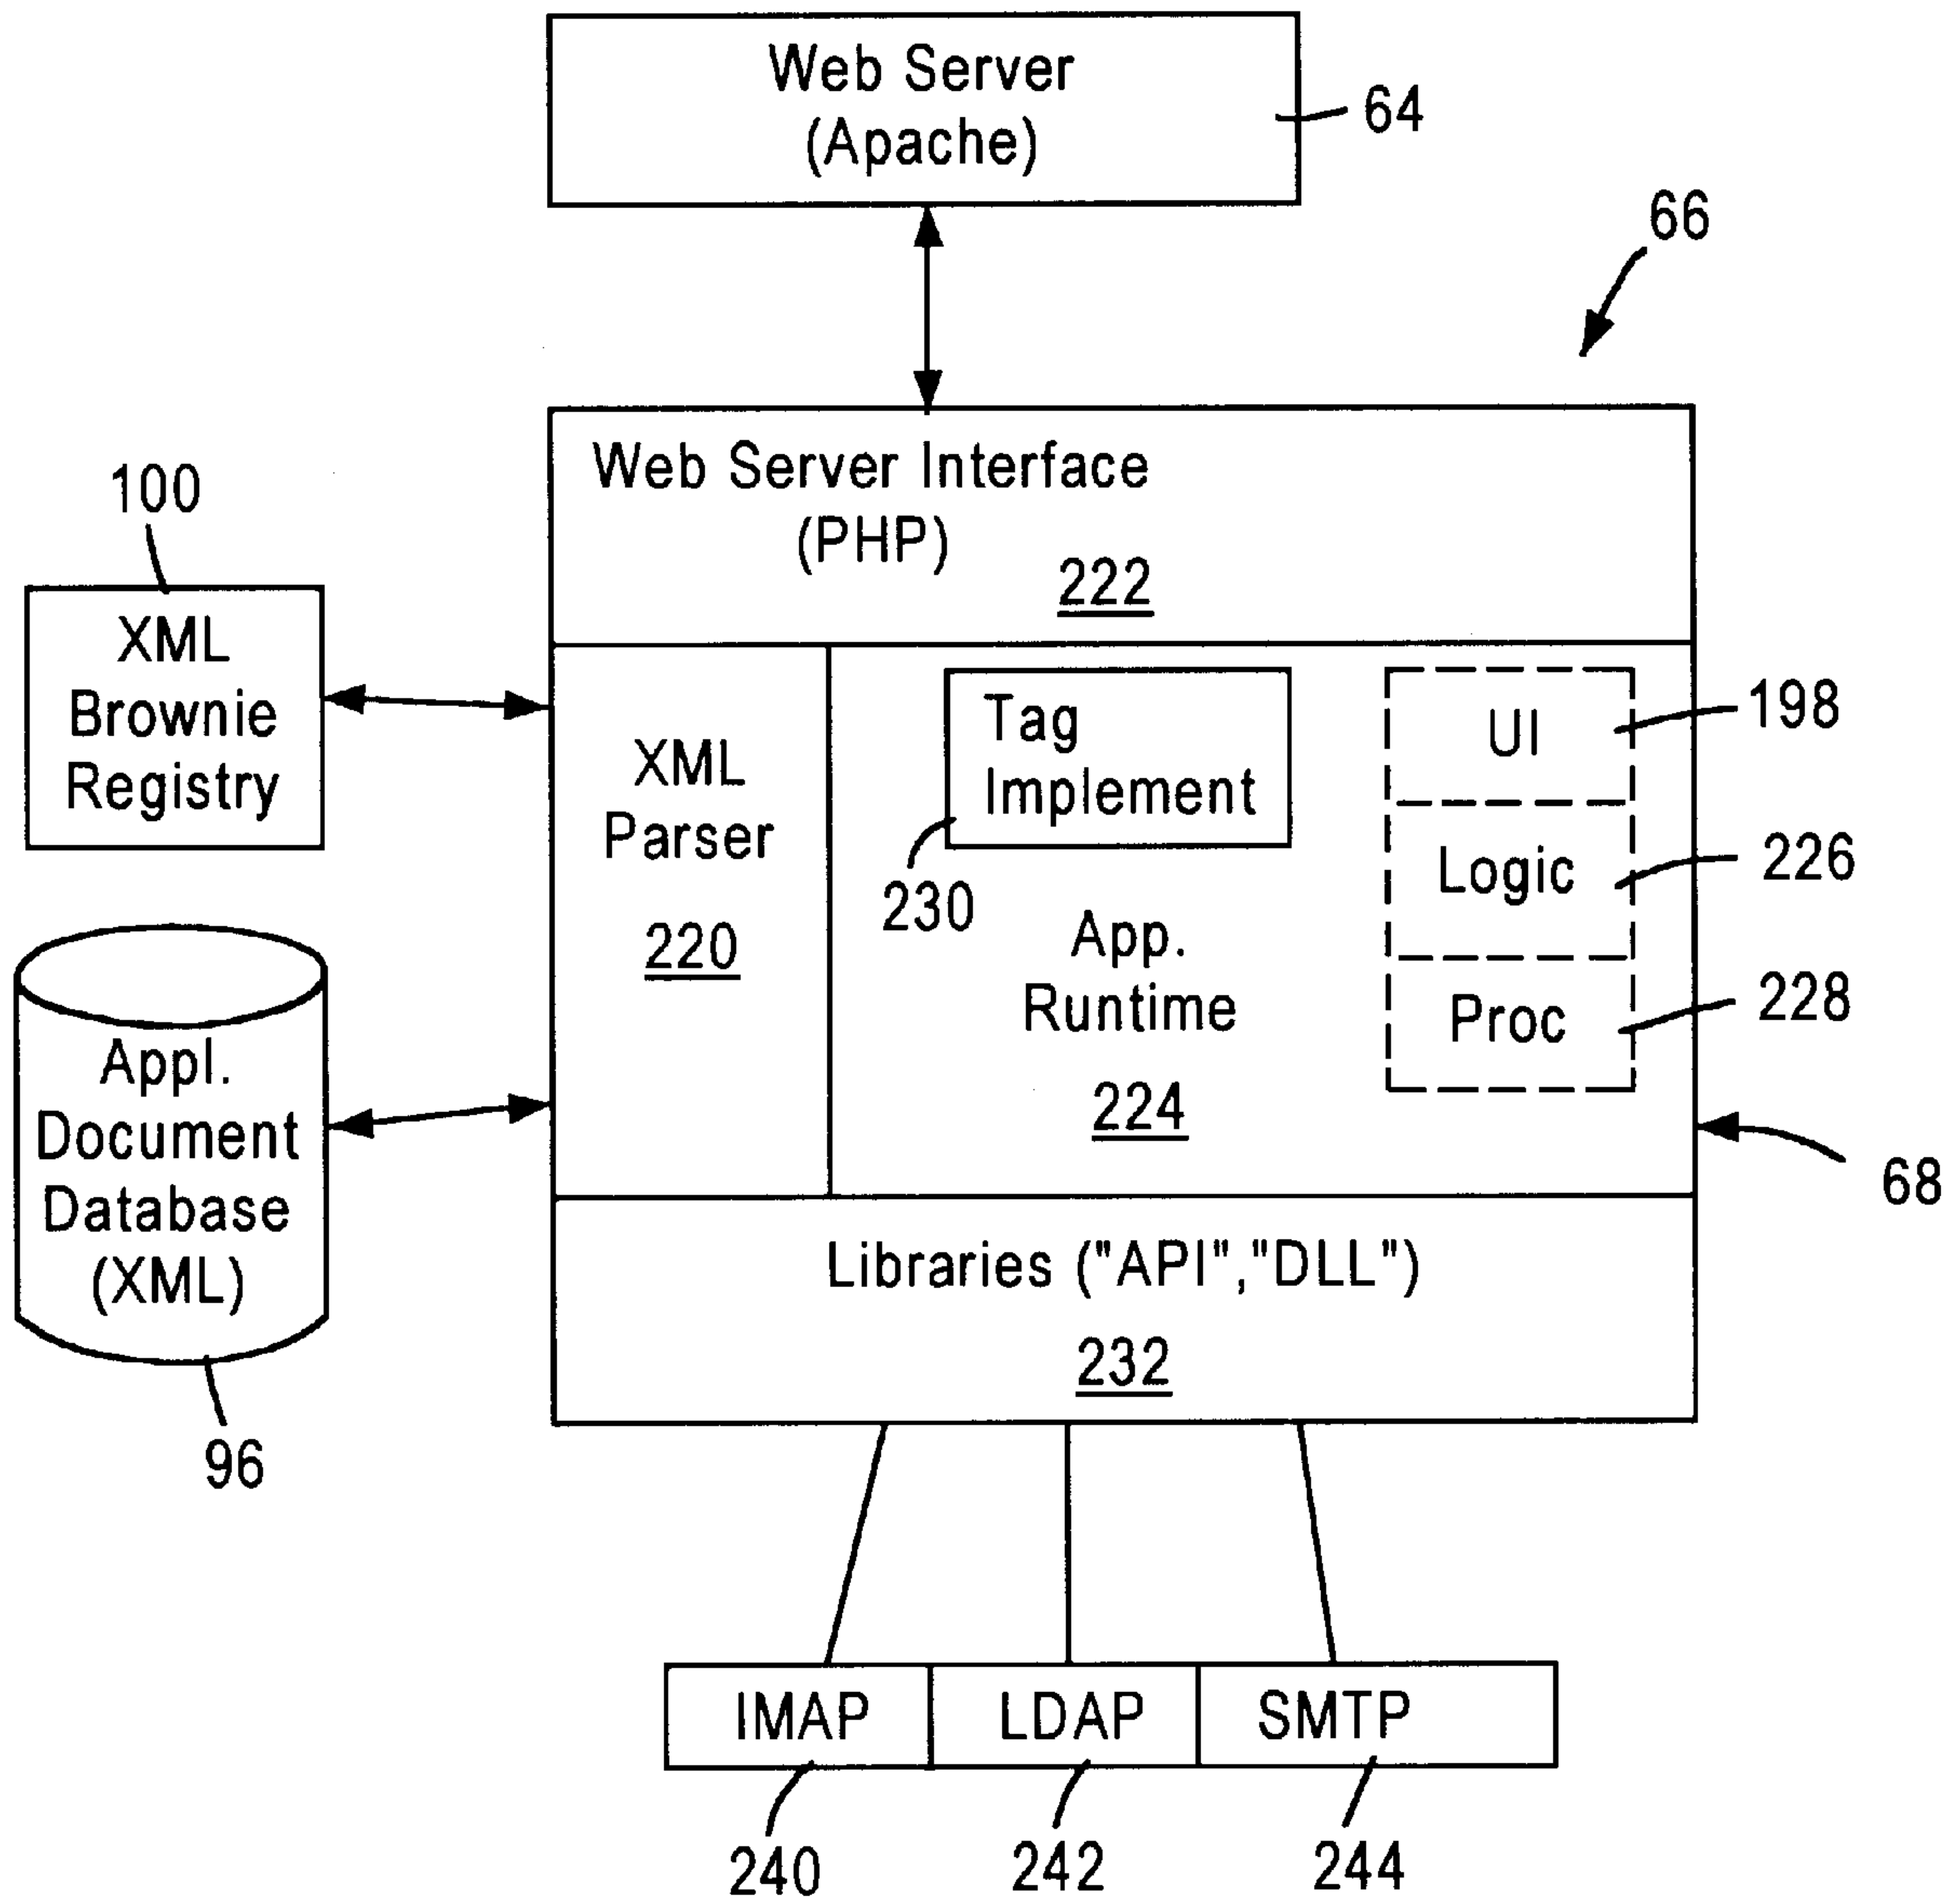 Web Server
(Apache)
64
66
Web Server Interface
(PHP)
222
100
XML
Brownie
Registry
XML
Parser
220
Tag
Implement
230
App.
Runtime
224
UI
198
Logic
226
Proc
228
68
Appl.
Document
Database
(XML)
96
Libraries ("API","DLL")
232
IMAP
LDAP
SMTP
240
242
244